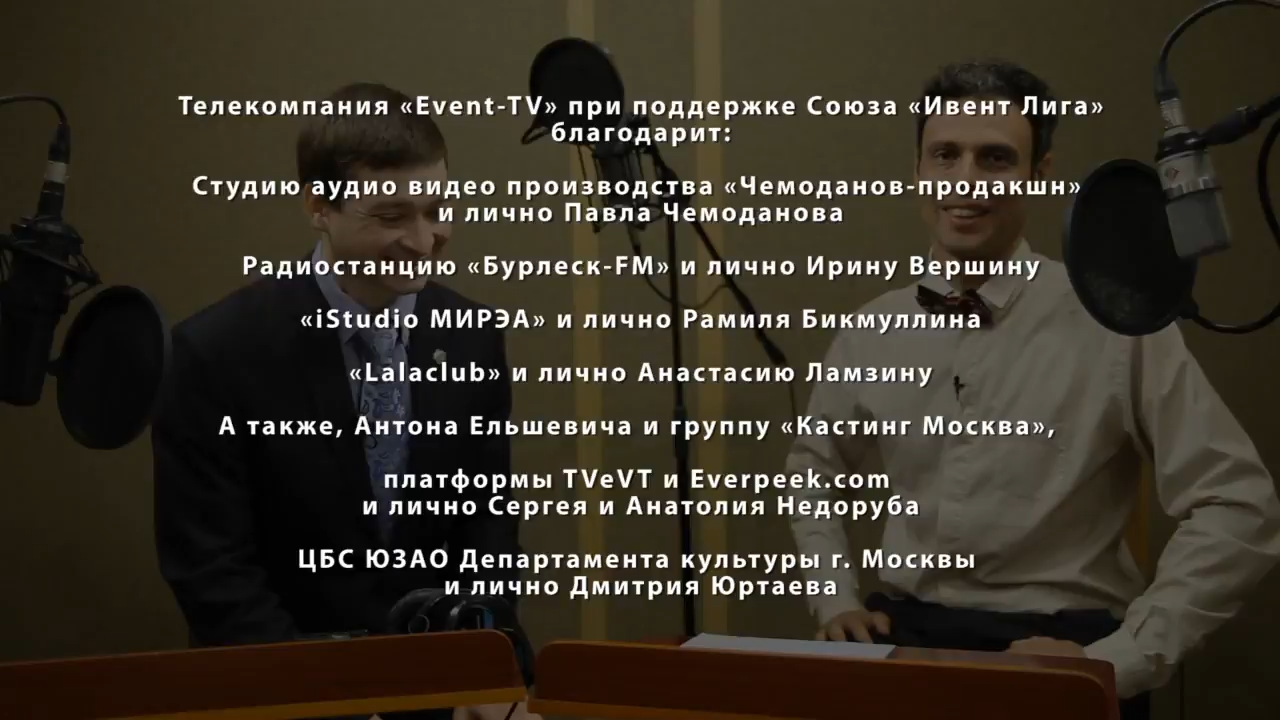 Телекомпания «Event-TV» при поддержке Союза «Ивент Лига»
благодарит:
Студию аудио видео производства «Чемоданов-продакшн»
и лично Павла Чемоданова
Радиостанцию «Бурлеск-FM» и лично Ирину Вершину
«iStudio МИРЭА» и лично Рамиля Бикмуллина
«Lalaclub» и лично Анастасию Ламзину
А также, Антона Ельшевича и группу «Кастинг Москва»,
платформы TVeVT и Everpeek.com
и лично Сергея и Анатолия Недоруба
ЦБС ЮЗАО Департамента культуры г. Москвы
и лично Дмитрия Юртаева